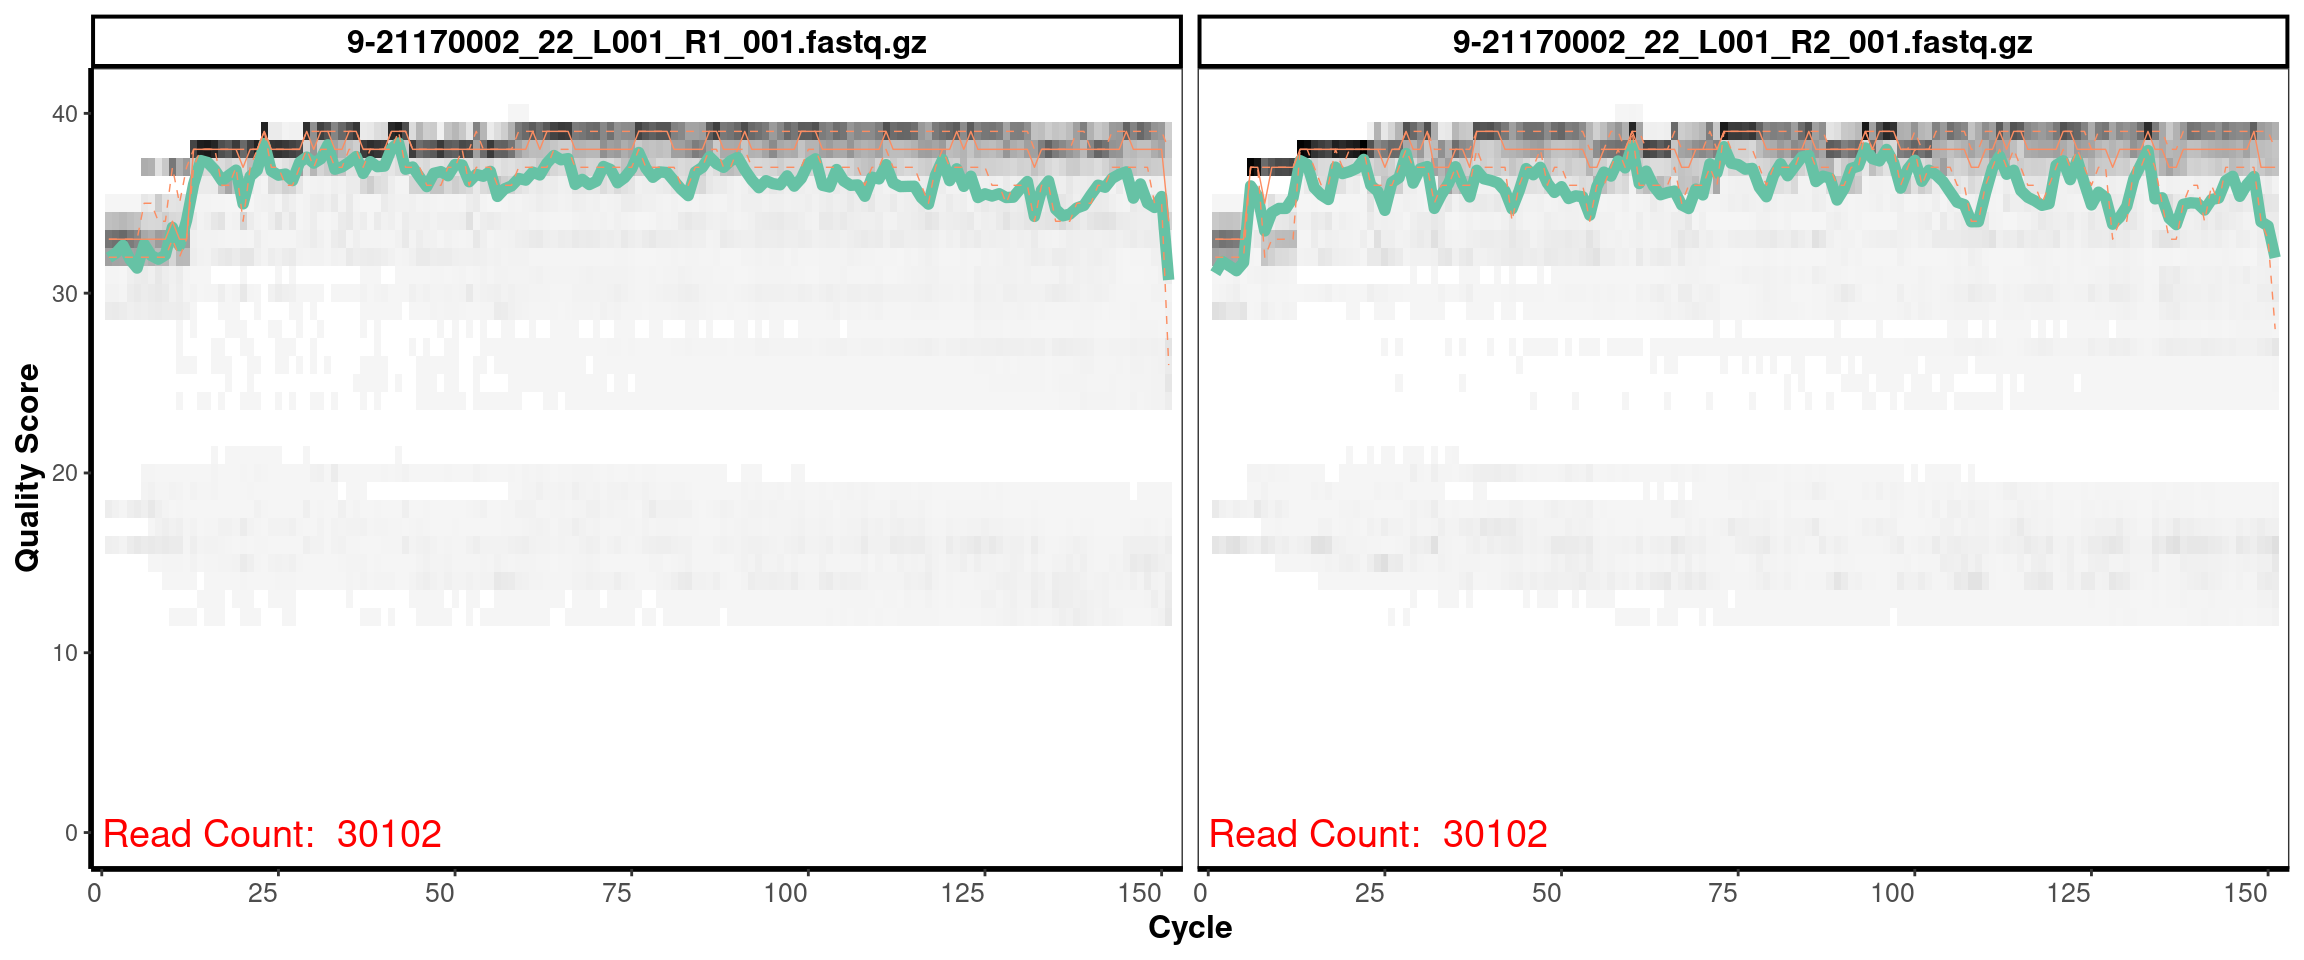 9-21170002_22_L001_R1_001.fastq.gz
9-21170002_22_L001_R2_001.fastq.gz
Quality Score
40
30
20
10
0
Read Count:  30102
Read Count:  30102
0 25 50 75 100 125 150
0 25 50 75 100 125 150
Cycle